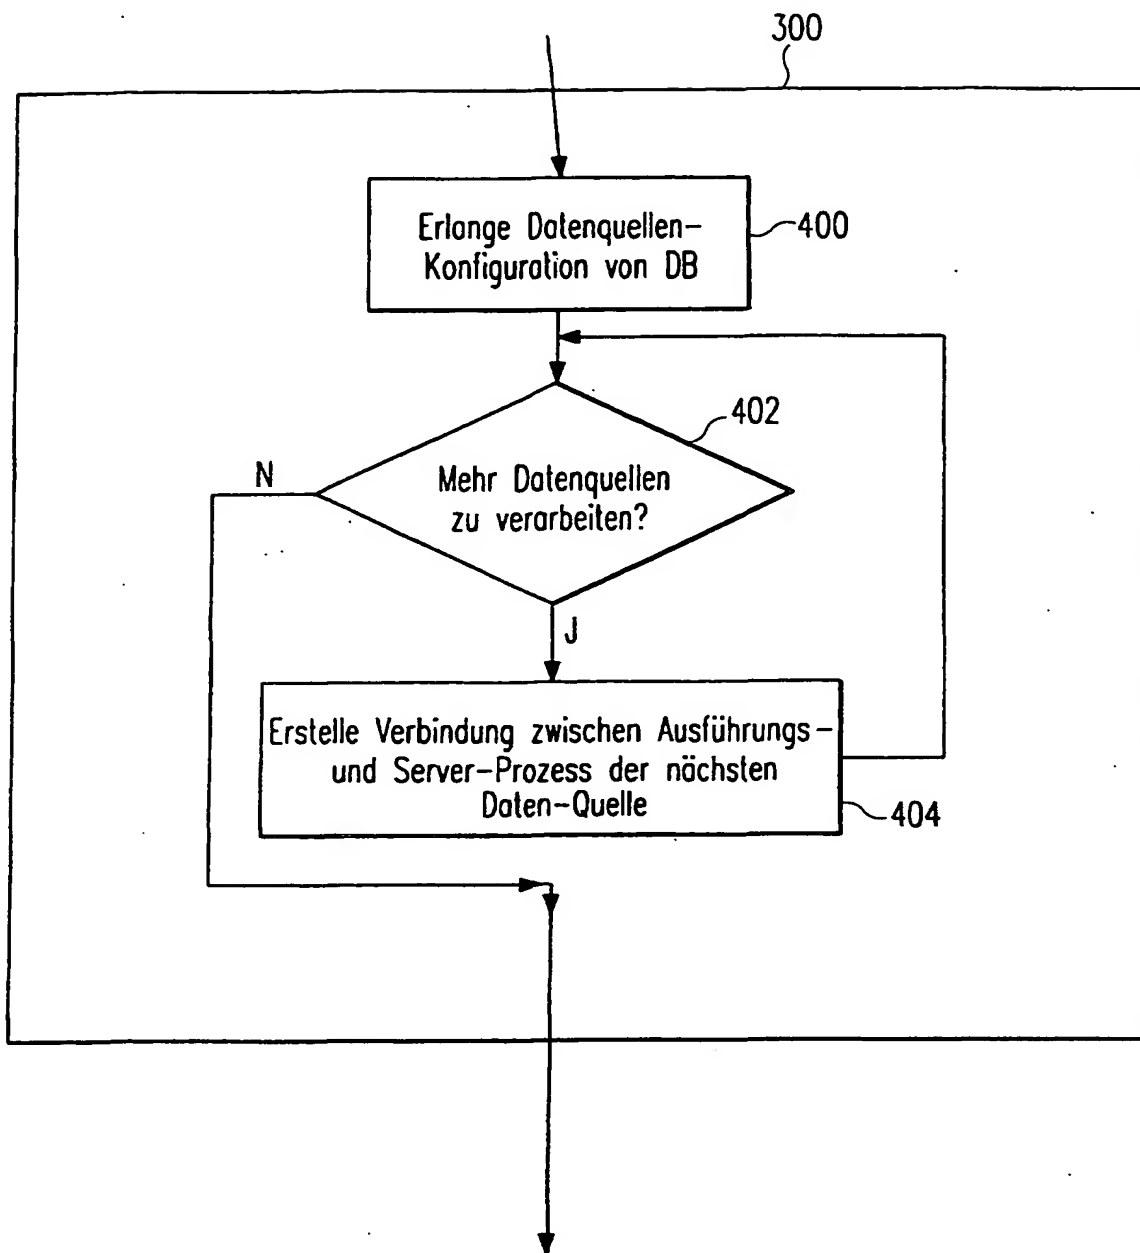 300
Erlange Datenquellen-
Konfiguration von DB
400
402
N
Mehr Datenquellen
zu verarbeiten?
J
Erstelle Verbindung zwischen Ausführungs-
und Server-Prozess der nächsten
Daten-Quelle
404